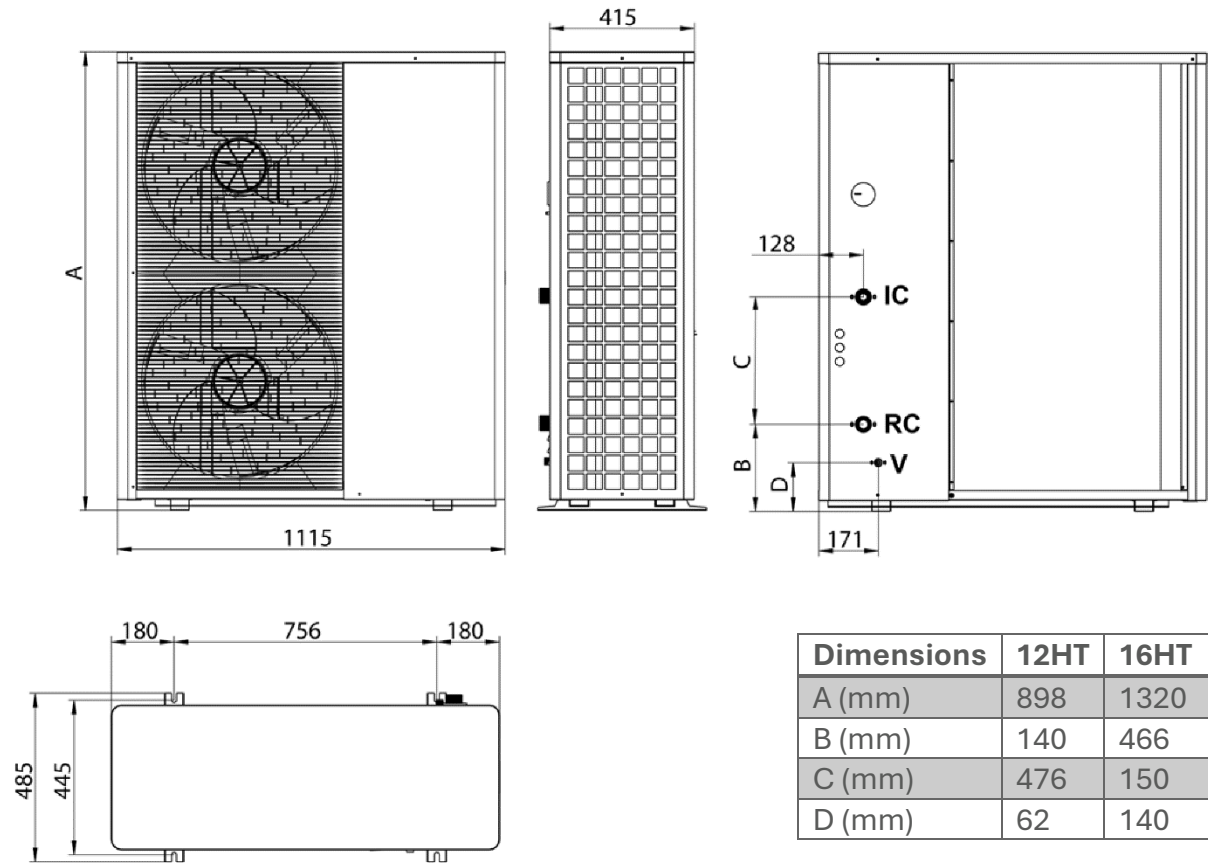 415
A
1115
128
IC
C
RC
B
V
D
171
180 756 180
485
445
Dimensions 12HT 16HT
A (mm) 898 1320
B (mm) 140 466
C (mm) 476 150
D (mm) 62 140